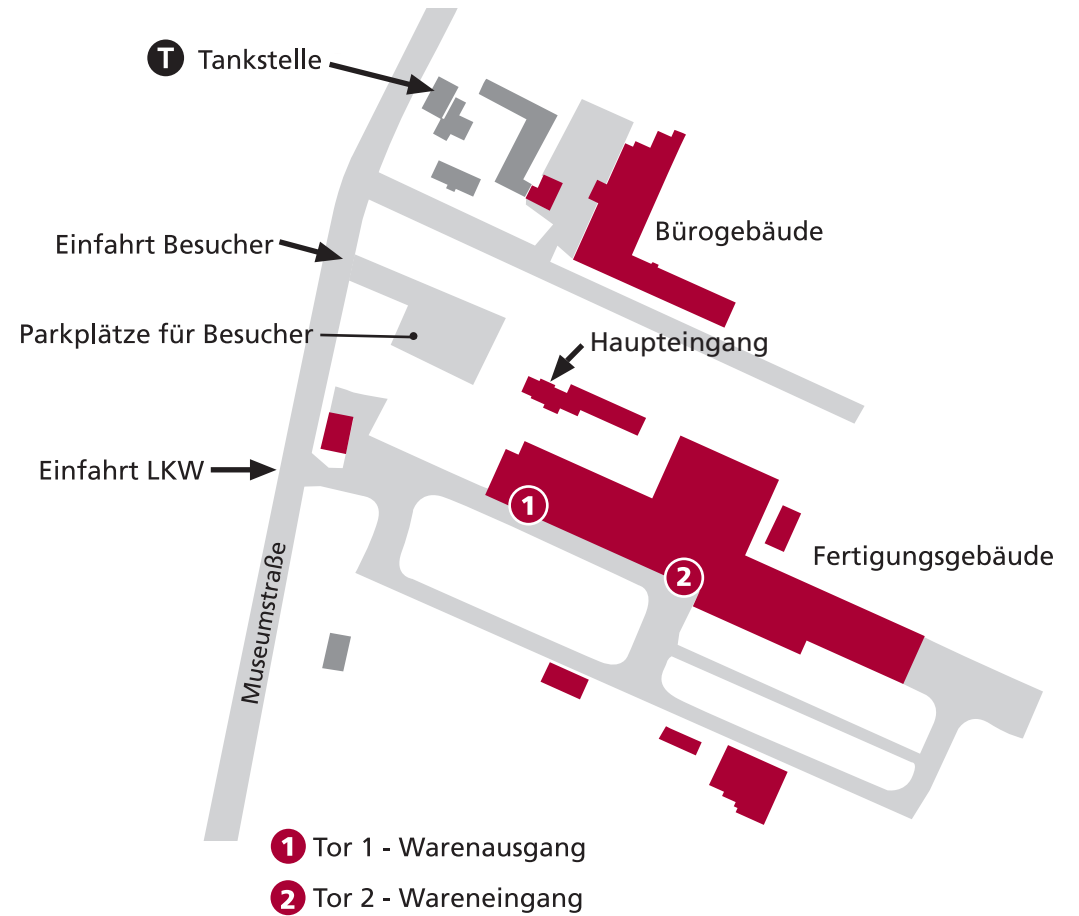 T Tankstelle
Bürogebäude
Einfahrt Besucher
Parkplätze für Besucher
Haupteingang
Einfahrt LKW
1
Fertigungsgebäude
2
Museumstraße
1 Tor 1 - Warenausgang
2 Tor 2 - Wareneingang